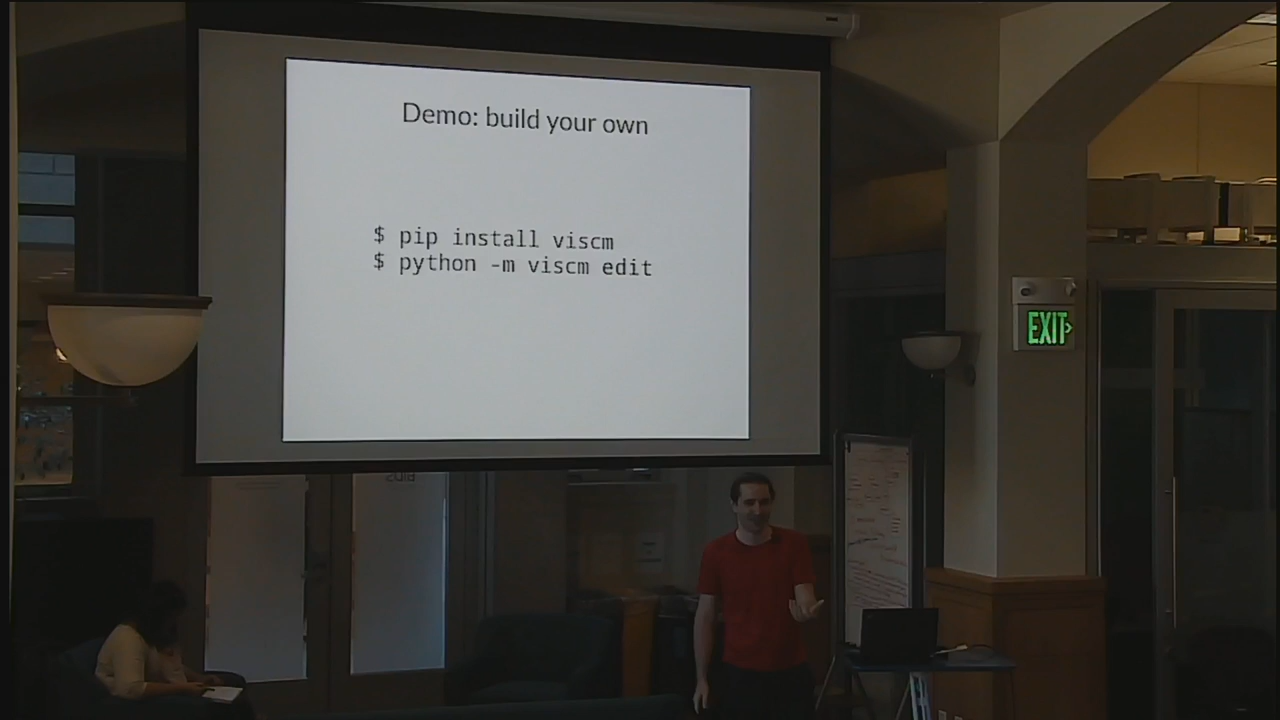 Demo: build your own
$ pip install viscm
$ python -m viscm edit
EXIT